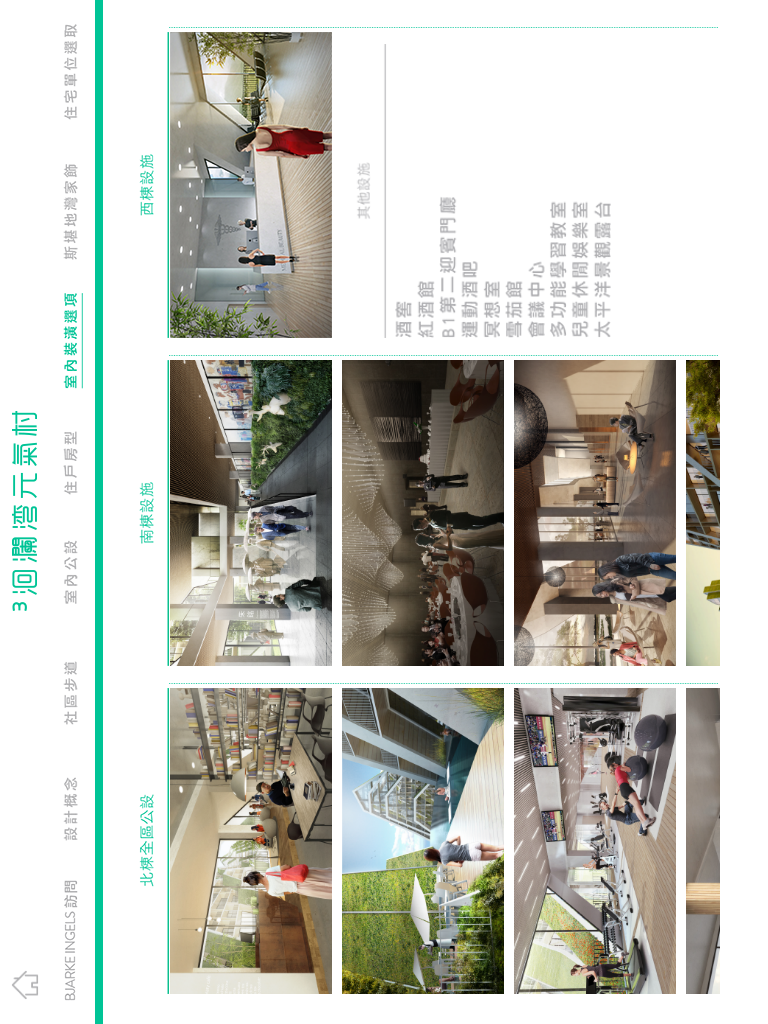 ³洄瀾湾元氣村
BJARKE INGELS 訪問
設計概念
社區步道
室內公設
住戶房型
室內裝潢選項
斯堪地灣家飾
住宅單位選取
北棟全區公設
南棟設施
西棟設施
其他設施
酒窖
紅酒館
B1第二迎賓門廳
運動酒吧
冥想室
雪茄館
會議中心
多功能學習教室
兒童休閒娛樂室
太平洋景觀露台